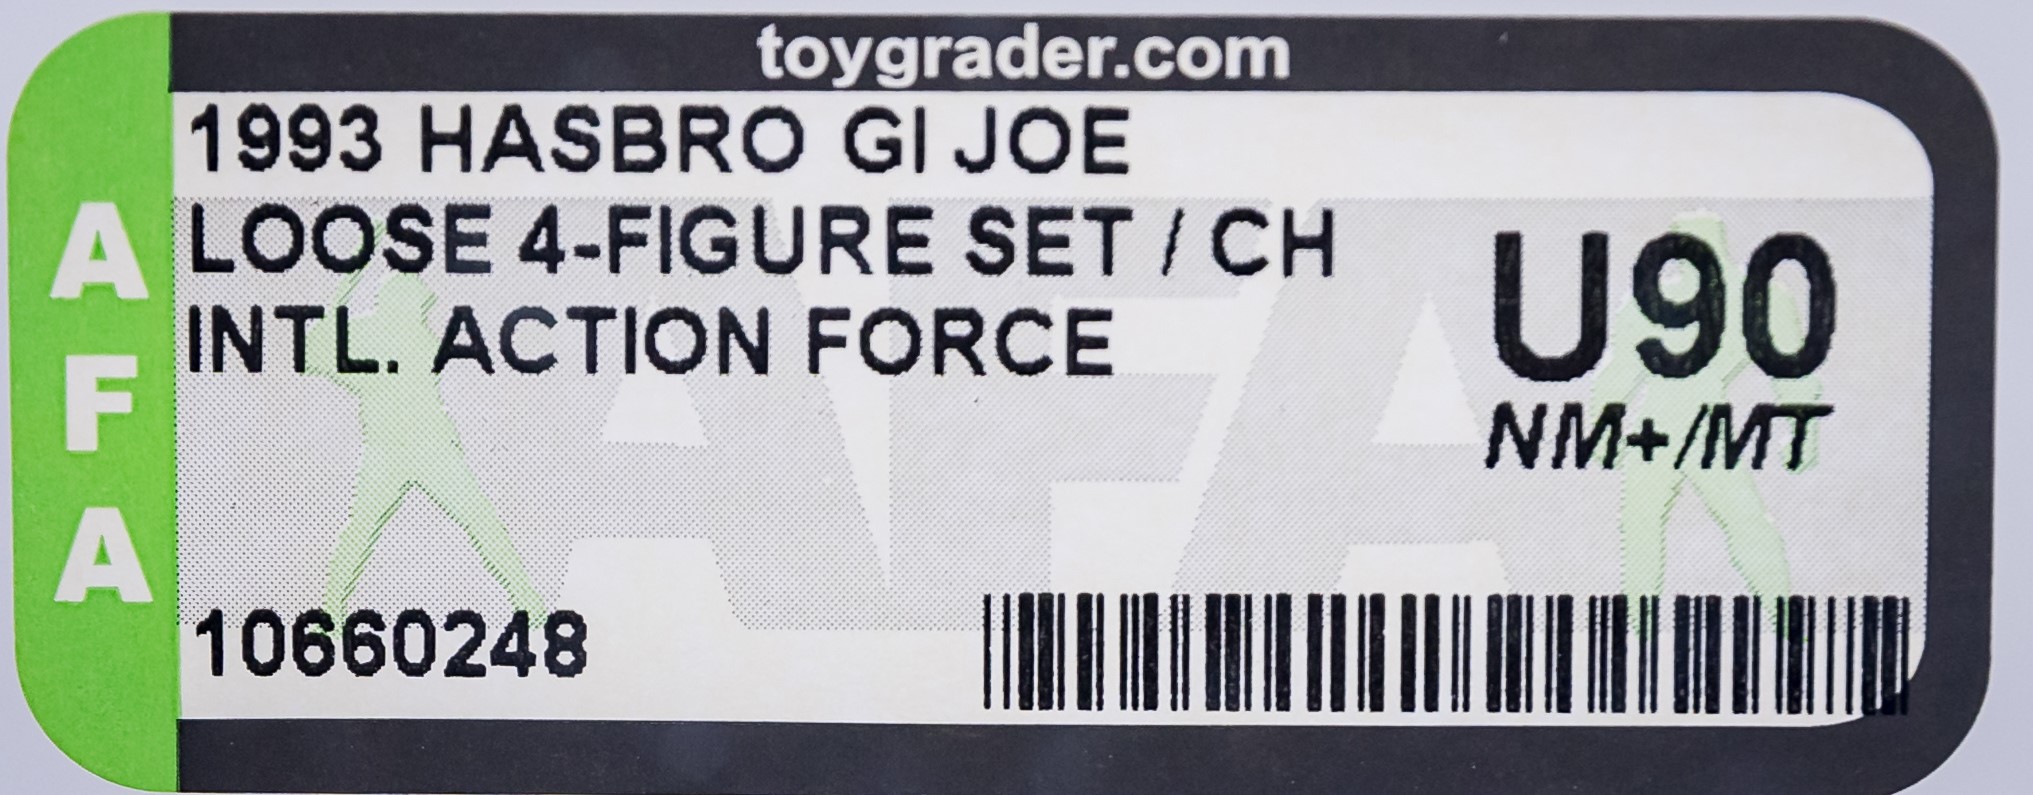 toygrader.com
1993 HASBRO GI JOE
LOOSE 4-FIGURE SET / CH
INTL. ACTION FORCE
U90
NM+/MT
AFA
10660248
AFA